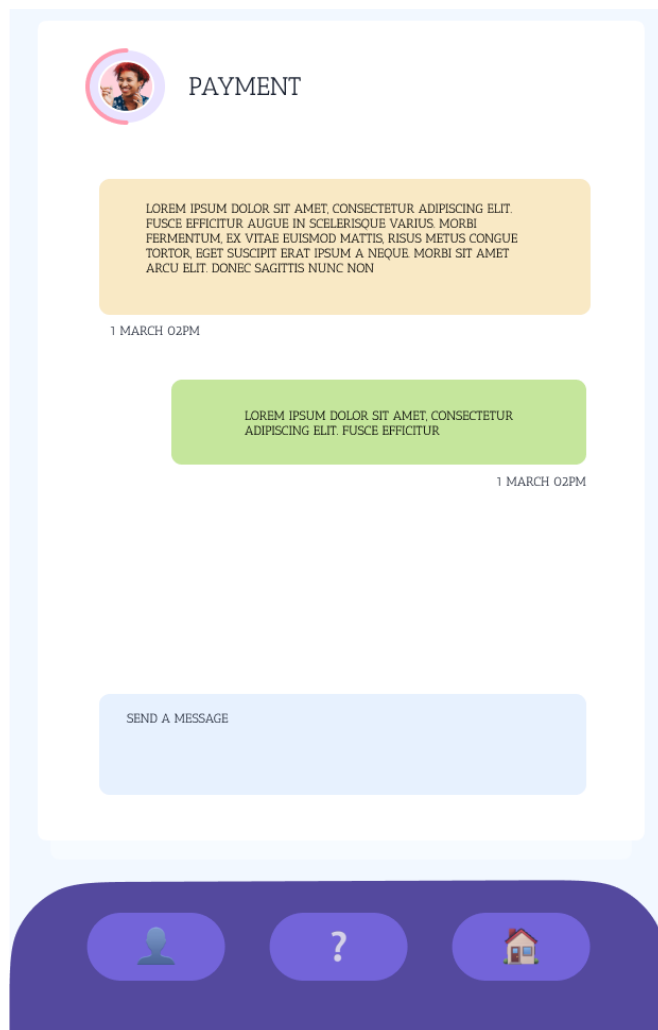 PAYMENT
LOREM IPSUM DOLOR SIT AMET, CONSECTETUR ADIPISCING ELIT.
FUSCE EFFICITUR AUGUE IN SCELERISQUE VARIUS. MORBI
FERMENTUM, EX VITAE EUISMOD MATTIS, RISUS METUS CONGUE
TORTOR, EGET SUSCIPIT ERAT IPSUM A NEQUE. MORBI SIT AMET
ARCU ELIT. DONEC SAGITTIS NUNC NON
1 MARCH 02PM
LOREM IPSUM DOLOR SIT AMET, CONSECTETUR
ADIPISCING ELIT. FUSCE EFFICITUR
1 MARCH 02PM
SEND A MESSAGE
?